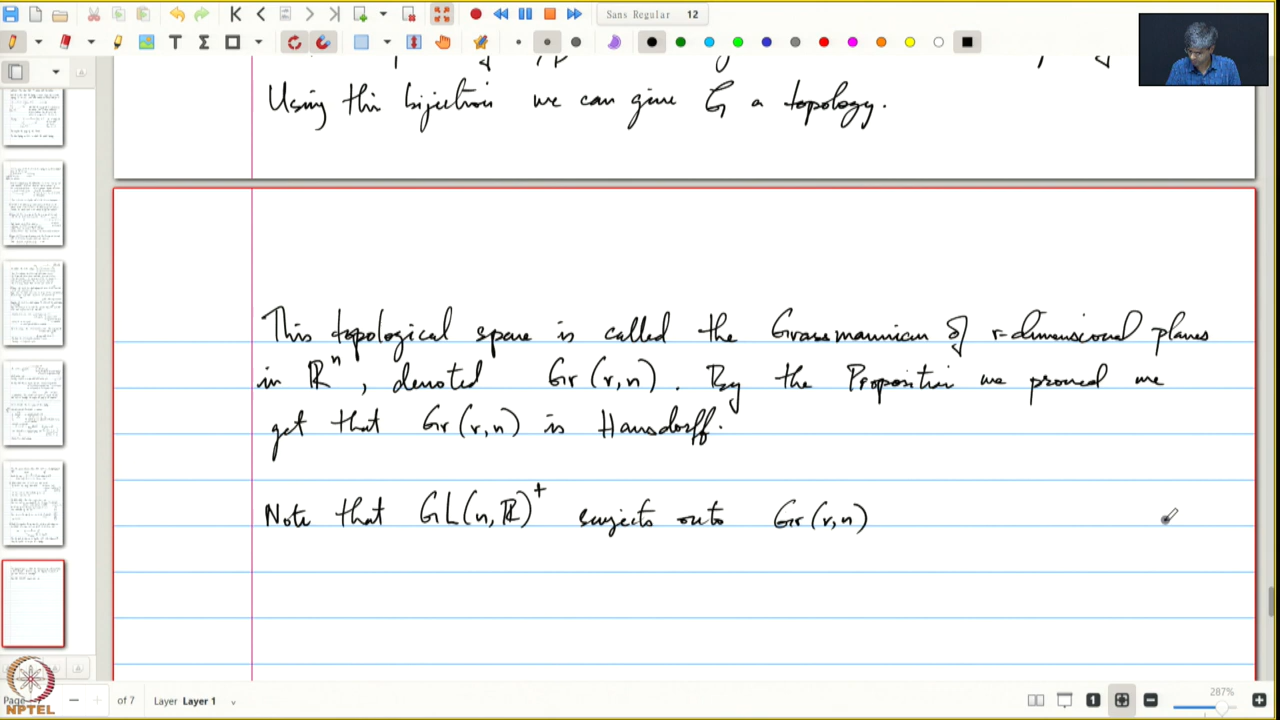 Sans Regular 12
Using this bijection we can give G a topology.
This topological space is called the Grassmannian of r-dimensional planes
in ℝⁿ, denoted Gr(r,n). By the Proposition we proved we
get that Gr(r,n) is Hausdorff.
Note that GL(n,ℝ)⁺ surjects onto Gr(r,n)
NPTEL
of 7 Layer Layer 1
287%